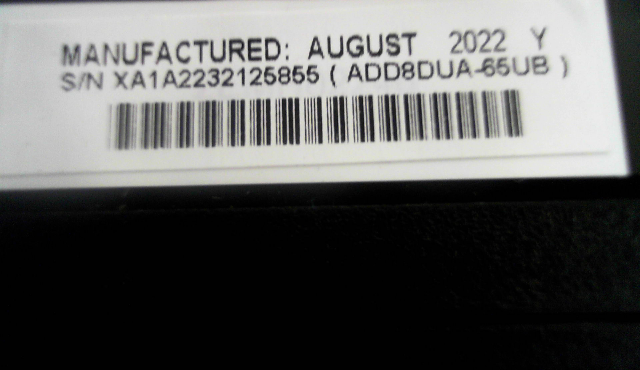 MANUFACTURED: AUGUST 2022 Y
S/N XA1A2232125855 ( ADD8DUA-65UB )